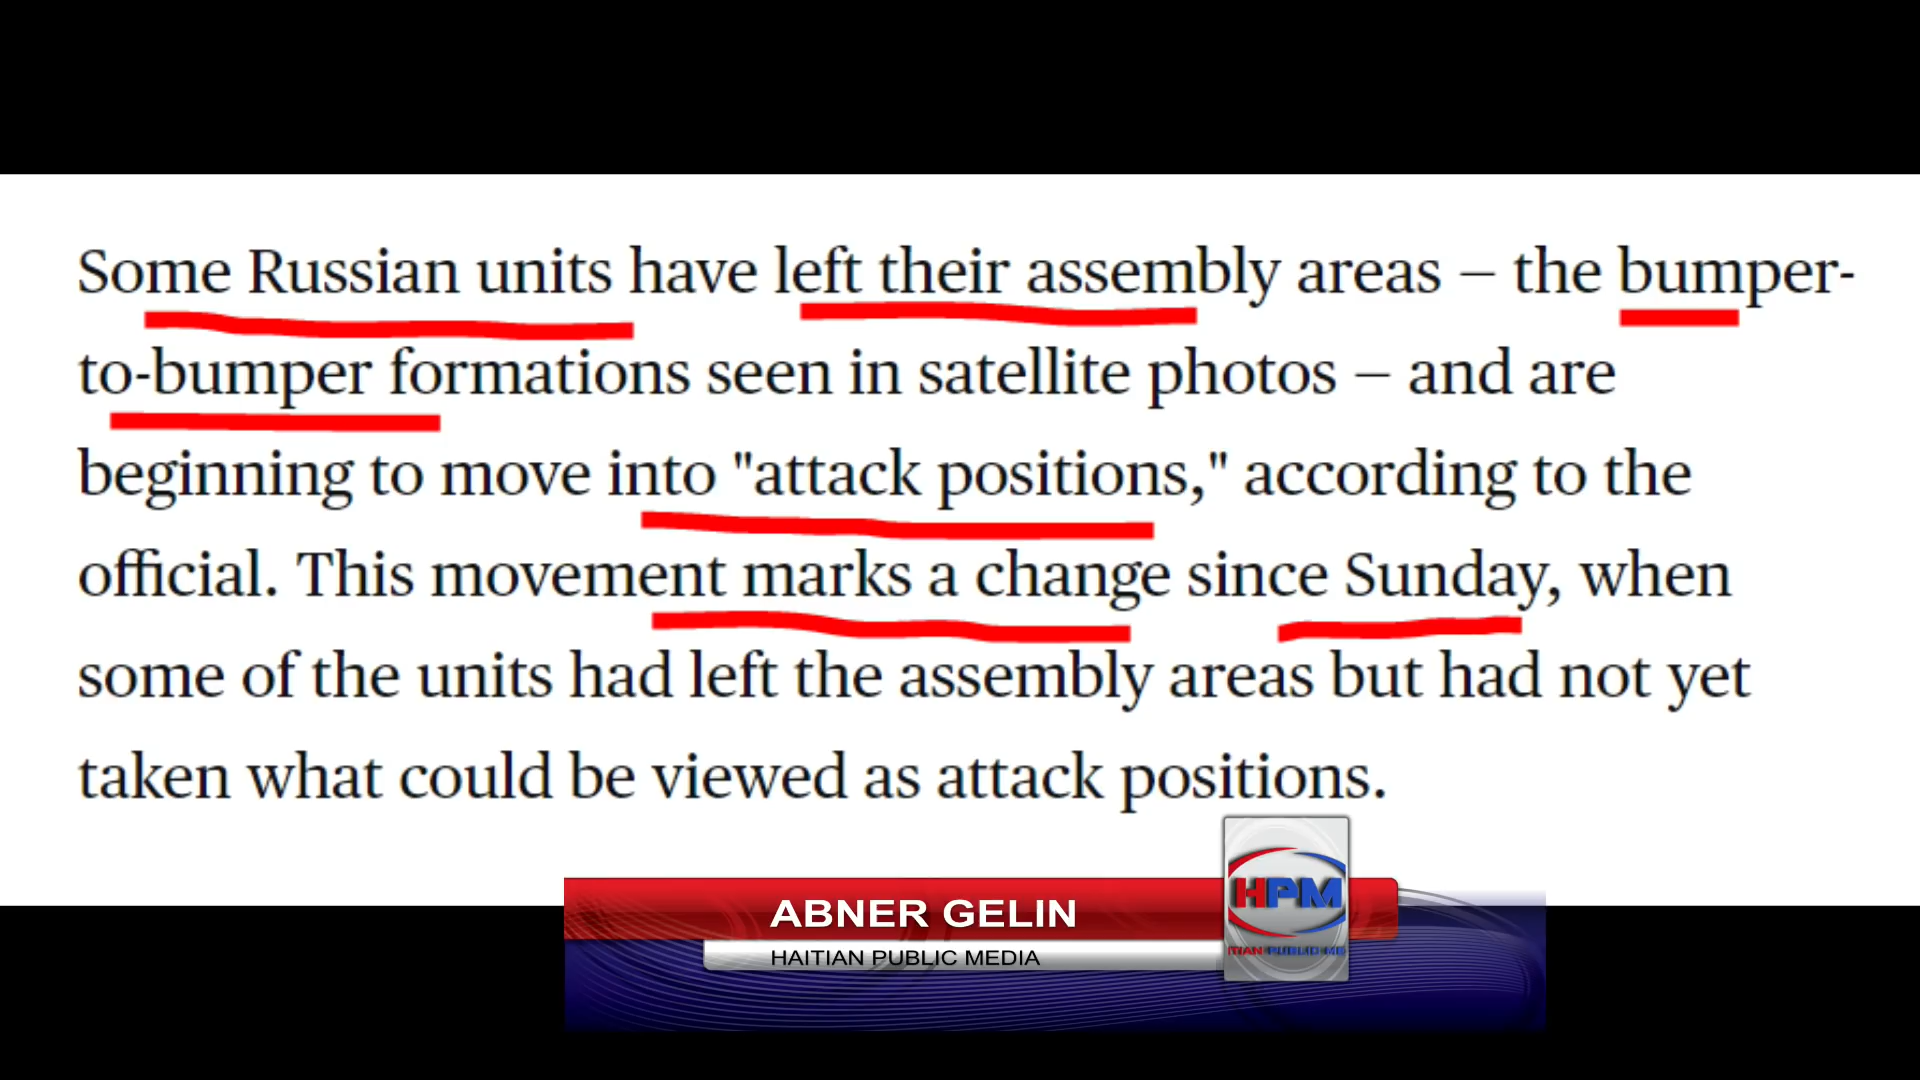 Some Russian units have left their assembly areas – the bumper-
to-bumper formations seen in satellite photos – and are
beginning to move into "attack positions," according to the
official. This movement marks a change since Sunday, when
some of the units had left the assembly areas but had not yet
taken what could be viewed as attack positions.
HPM
ITIAN PUBLIC ME
ABNER GELIN
HAITIAN PUBLIC MEDIA